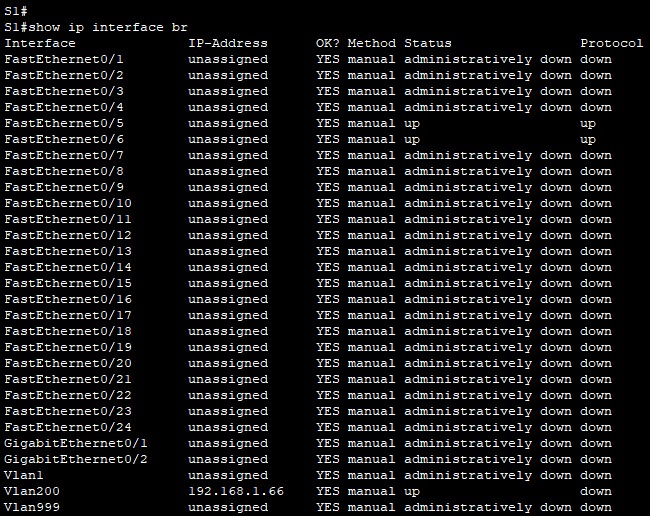 S1#
S1#show ip interface br
Interface IP-Address OK? Method Status Protocol
FastEthernet0/1 unassigned YES manual administratively down down
FastEthernet0/2 unassigned YES manual administratively down down
FastEthernet0/3 unassigned YES manual administratively down down
FastEthernet0/4 unassigned YES manual administratively down down
FastEthernet0/5 unassigned YES manual up up
FastEthernet0/6 unassigned YES manual up up
FastEthernet0/7 unassigned YES manual administratively down down
FastEthernet0/8 unassigned YES manual administratively down down
FastEthernet0/9 unassigned YES manual administratively down down
FastEthernet0/10 unassigned YES manual administratively down down
FastEthernet0/11 unassigned YES manual administratively down down
FastEthernet0/12 unassigned YES manual administratively down down
FastEthernet0/13 unassigned YES manual administratively down down
FastEthernet0/14 unassigned YES manual administratively down down
FastEthernet0/15 unassigned YES manual administratively down down
FastEthernet0/16 unassigned YES manual administratively down down
FastEthernet0/17 unassigned YES manual administratively down down
FastEthernet0/18 unassigned YES manual administratively down down
FastEthernet0/19 unassigned YES manual administratively down down
FastEthernet0/20 unassigned YES manual administratively down down
FastEthernet0/21 unassigned YES manual administratively down down
FastEthernet0/22 unassigned YES manual administratively down down
FastEthernet0/23 unassigned YES manual administratively down down
FastEthernet0/24 unassigned YES manual administratively down down
GigabitEthernet0/1 unassigned YES manual administratively down down
GigabitEthernet0/2 unassigned YES manual administratively down down
Vlan1 unassigned YES manual administratively down down
Vlan200 192.168.1.66 YES manual up down
Vlan999 unassigned YES manual administratively down down